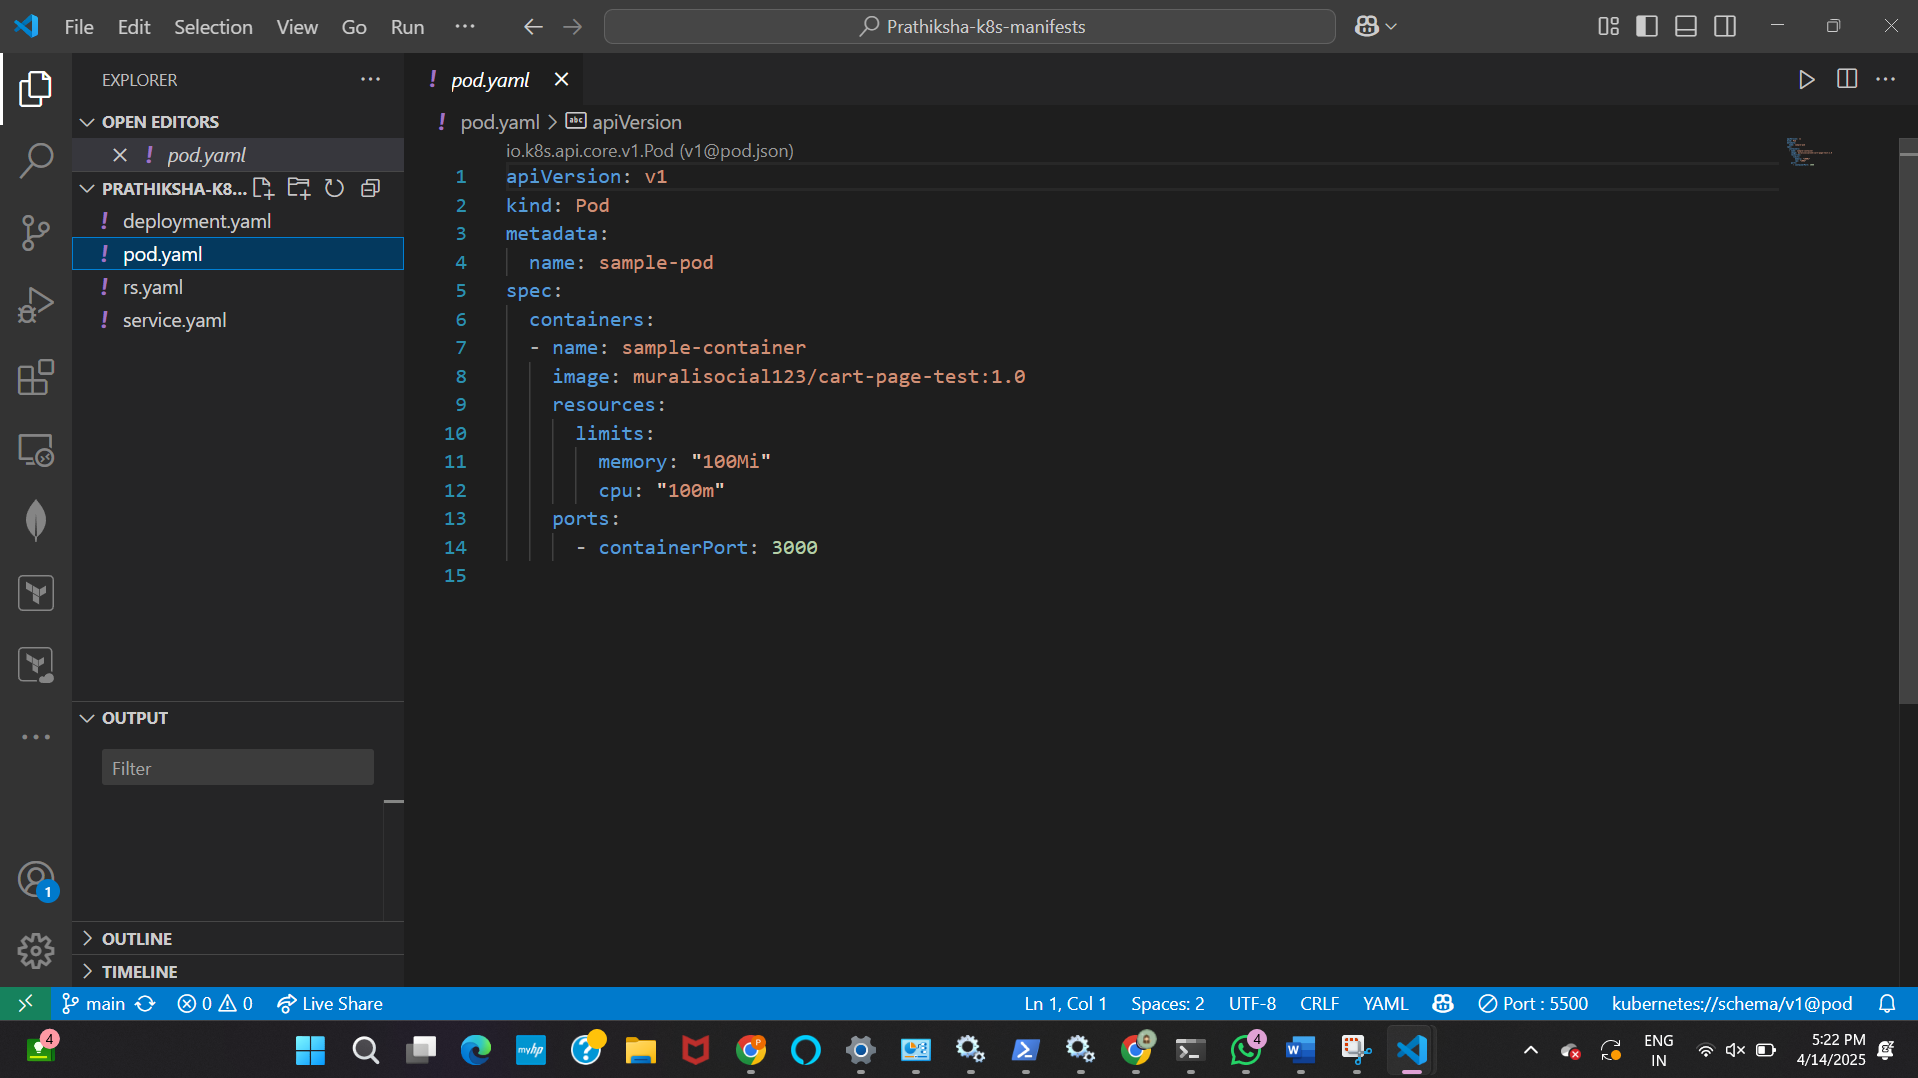 File Edit Selection View Go Run ···
Prathiksha-k8s-manifests
EXPLORER
OPEN EDITORS
! pod.yaml
PRATHIKSHA-K8...
! deployment.yaml
! pod.yaml
! rs.yaml
! service.yaml
OUTPUT
Filter
1
OUTLINE
TIMELINE
! pod.yaml
! pod.yaml > abc apiVersion
io.k8s.api.core.v1.Pod (v1@pod.json)
1 apiVersion: v1
2 kind: Pod
3 metadata:
4 name: sample-pod
5 spec:
6 containers:
7 - name: sample-container
8 image: muralisocial123/cart-page-test:1.0
9 resources:
10 limits:
11 memory: "100Mi"
12 cpu: "100m"
13 ports:
14 - containerPort: 3000
15
main 0 0 Live Share Ln 1, Col 1 Spaces: 2 UTF-8 CRLF YAML Port : 5500 kubernetes://schema/v1@pod
4
myhp
P
4
ENG
IN
5:22 PM
4/14/2025